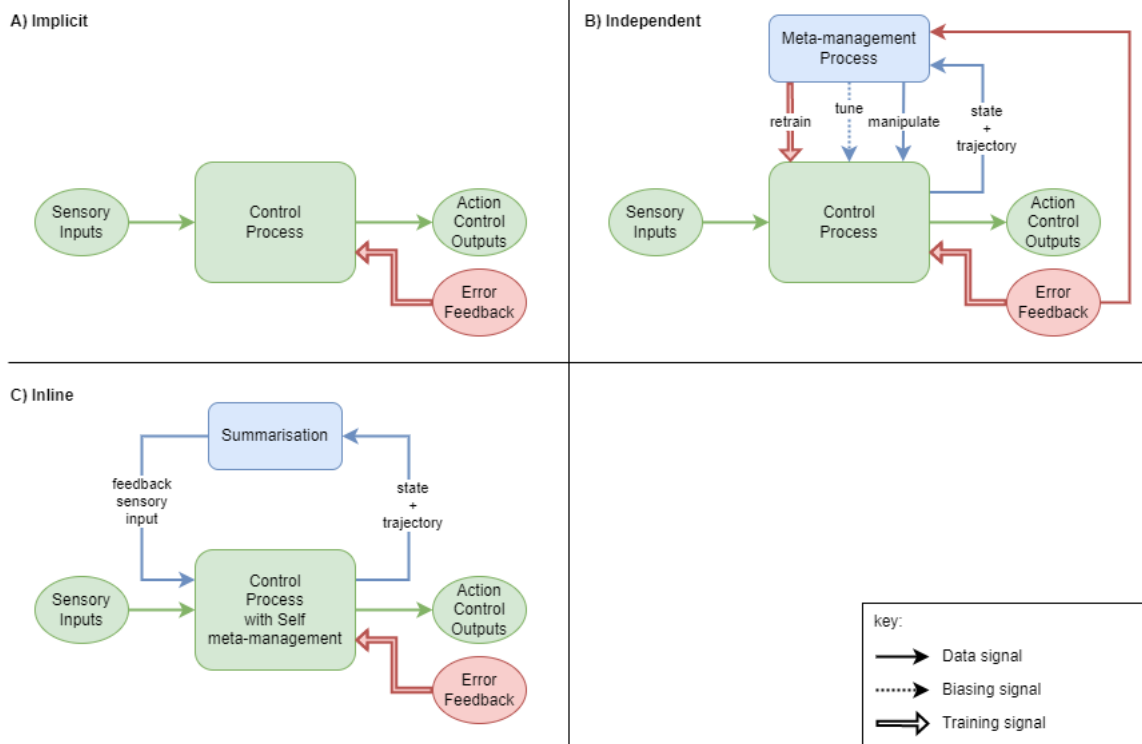 A) Implicit
Sensory
Inputs
Control
Process
Action
Control
Outputs
Error
Feedback
B) Independent
Meta-management
Process
retrain
tune
manipulate
state
+
trajectory
Sensory
Inputs
Control
Process
Action
Control
Outputs
Error
Feedback
C) Inline
Summarisation
feedback
sensory
input
state
+
trajectory
Sensory
Inputs
Control
Process
with Self
meta-management
Action
Control
Outputs
Error
Feedback
key:
Data signal
Biasing signal
Training signal